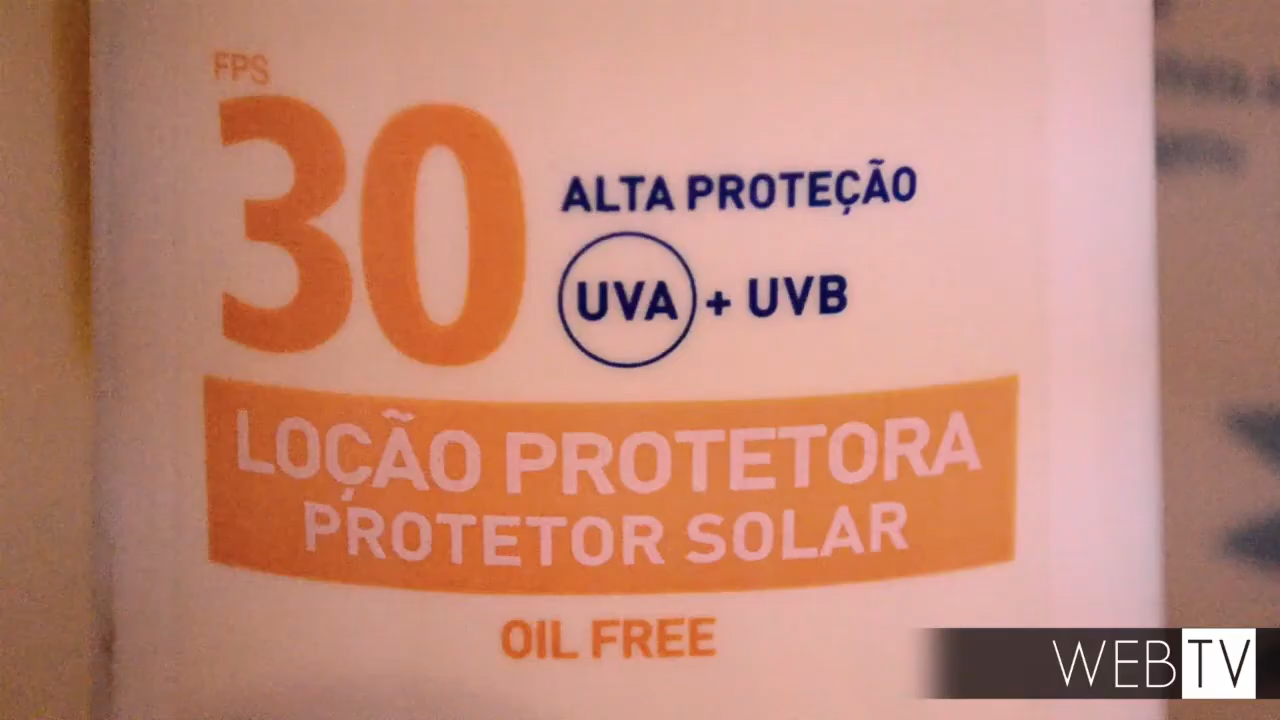 FPS
30
ALTA PROTEÇÃO
UVA + UVB
LOÇÃO PROTETORA
PROTETOR SOLAR
OIL FREE
WEBTV